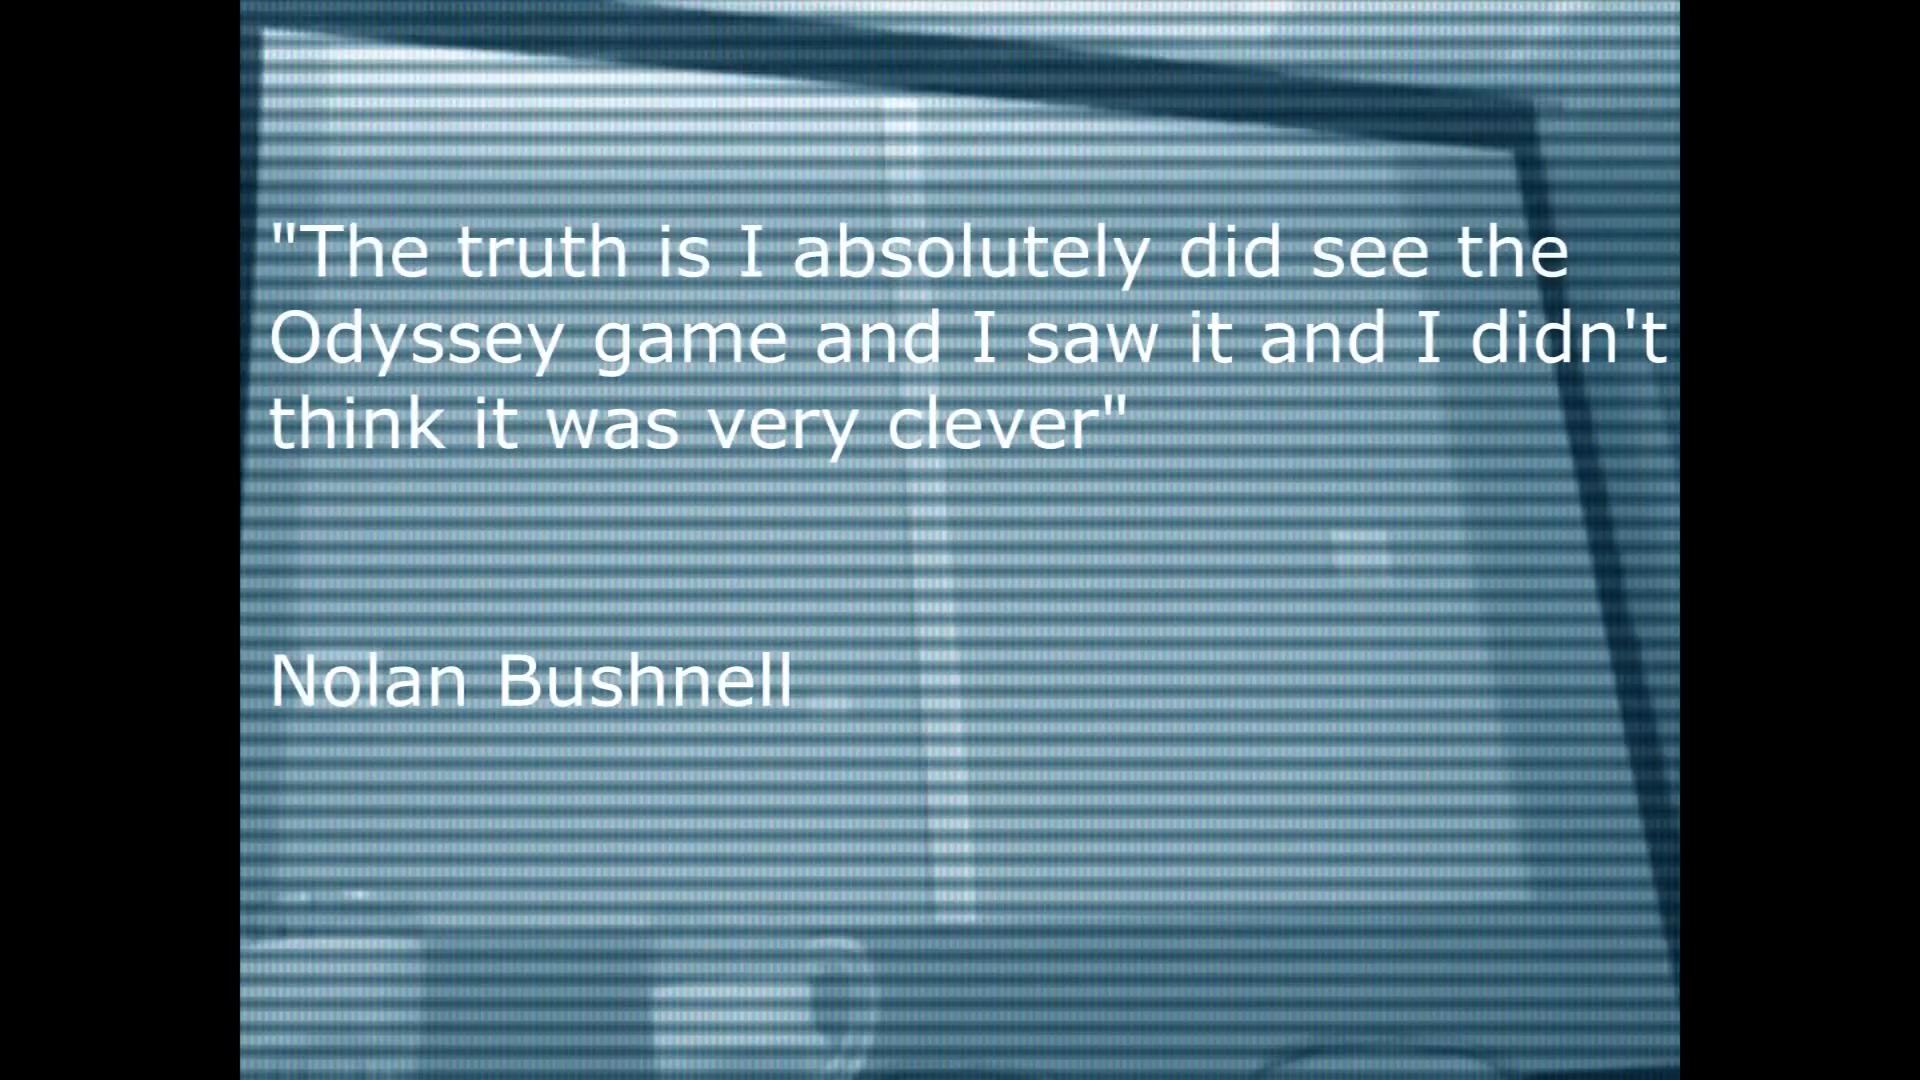 "The truth is I absolutely did see the
Odyssey game and I saw it and I didn't
think it was very clever"
Nolan Bushnell